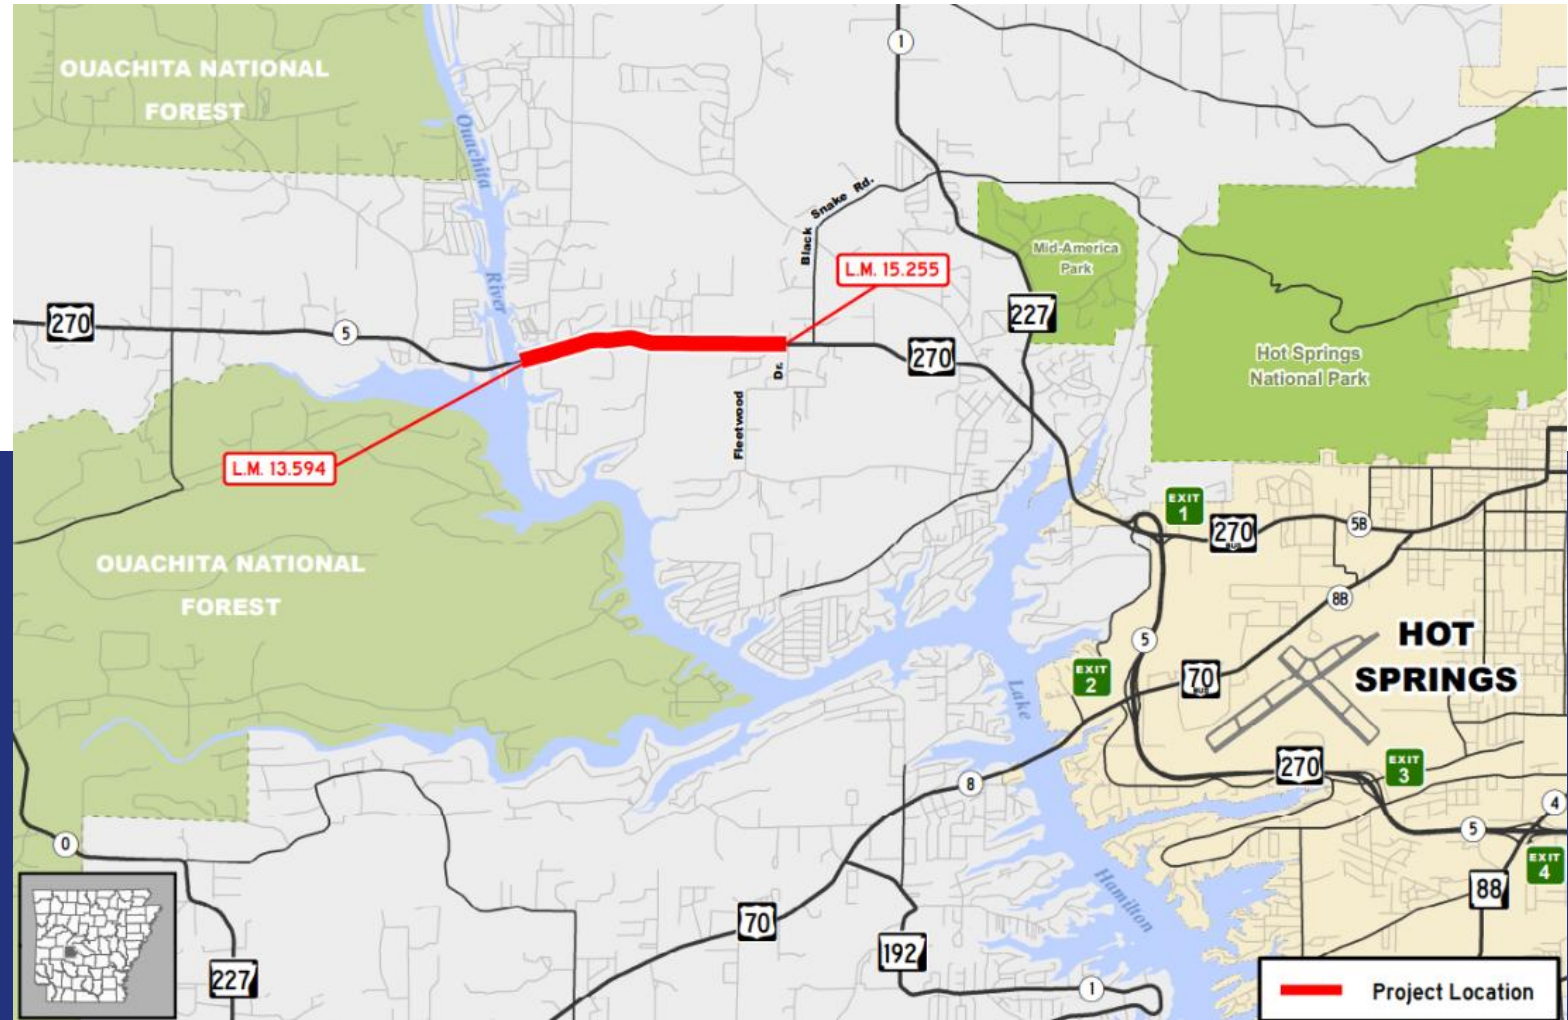 OUACHITA NATIONAL
FOREST
1
Ouachita
River
Black
Snake Rd.
Mid-America
Park
L.M. 15.255
270
5
227
270
Hot Springs
National Park
Dr.
Fleetwood
L.M. 13.594
EXIT
1
270
BUS
5B
OUACHITA NATIONAL
FOREST
8B
5
HOT
SPRINGS
EXIT
2
70
BUS
Lake
270
EXIT
3
8
4
5
0
EXIT
4
88
Hamilton
70
192
227
1
Project Location